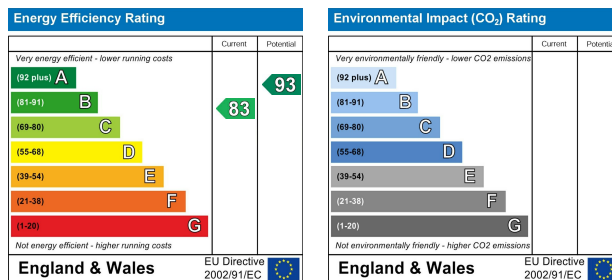 Energy Efficiency Rating
Current Potential
Very energy efficient - lower running costs
(92 plus) A
(81-91) B
(69-80) C
(55-68) D
(39-54) E
(21-38) F
(1-20) G
83
93
Not energy efficient - higher running costs
England & Wales
EU Directive
2002/91/EC
Environmental Impact (CO₂) Rating
Current Potential
Very environmentally friendly - lower CO2 emissions
(92 plus) A
(81-91) B
(69-80) C
(55-68) D
(39-54) E
(21-38) F
(1-20) G
Not environmentally friendly - higher CO2 emissions
England & Wales
EU Directive
2002/91/EC